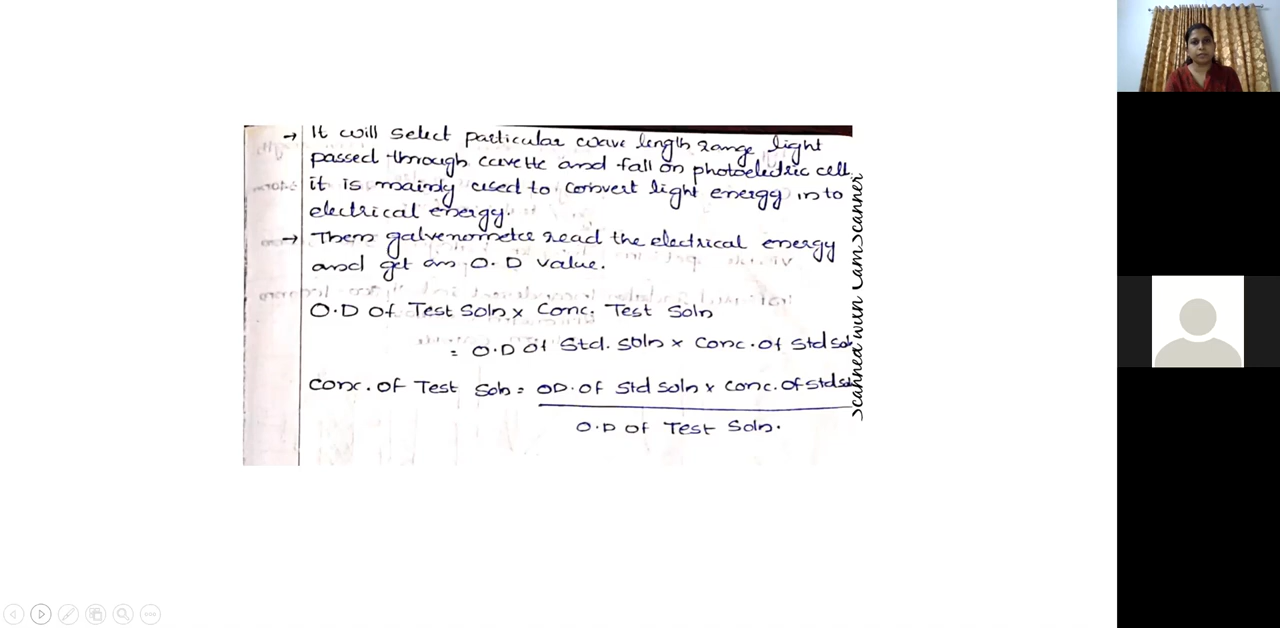 → It will select particular wave length range light
passed through cuvette and fall on photoelectric cell.
it is mainly used to convert light energy into
electrical energy.
→ Then galvenometer read the electrical energy
and get an O.D value.
O.D of Test Soln x Conc. Test Soln
= O.D of Std. Soln x Conc. of Std Soln
Conc. of Test Soln = OD. of Std Soln x Conc. of Std Soln
O.D of Test Soln.
Scanned with CamScanner